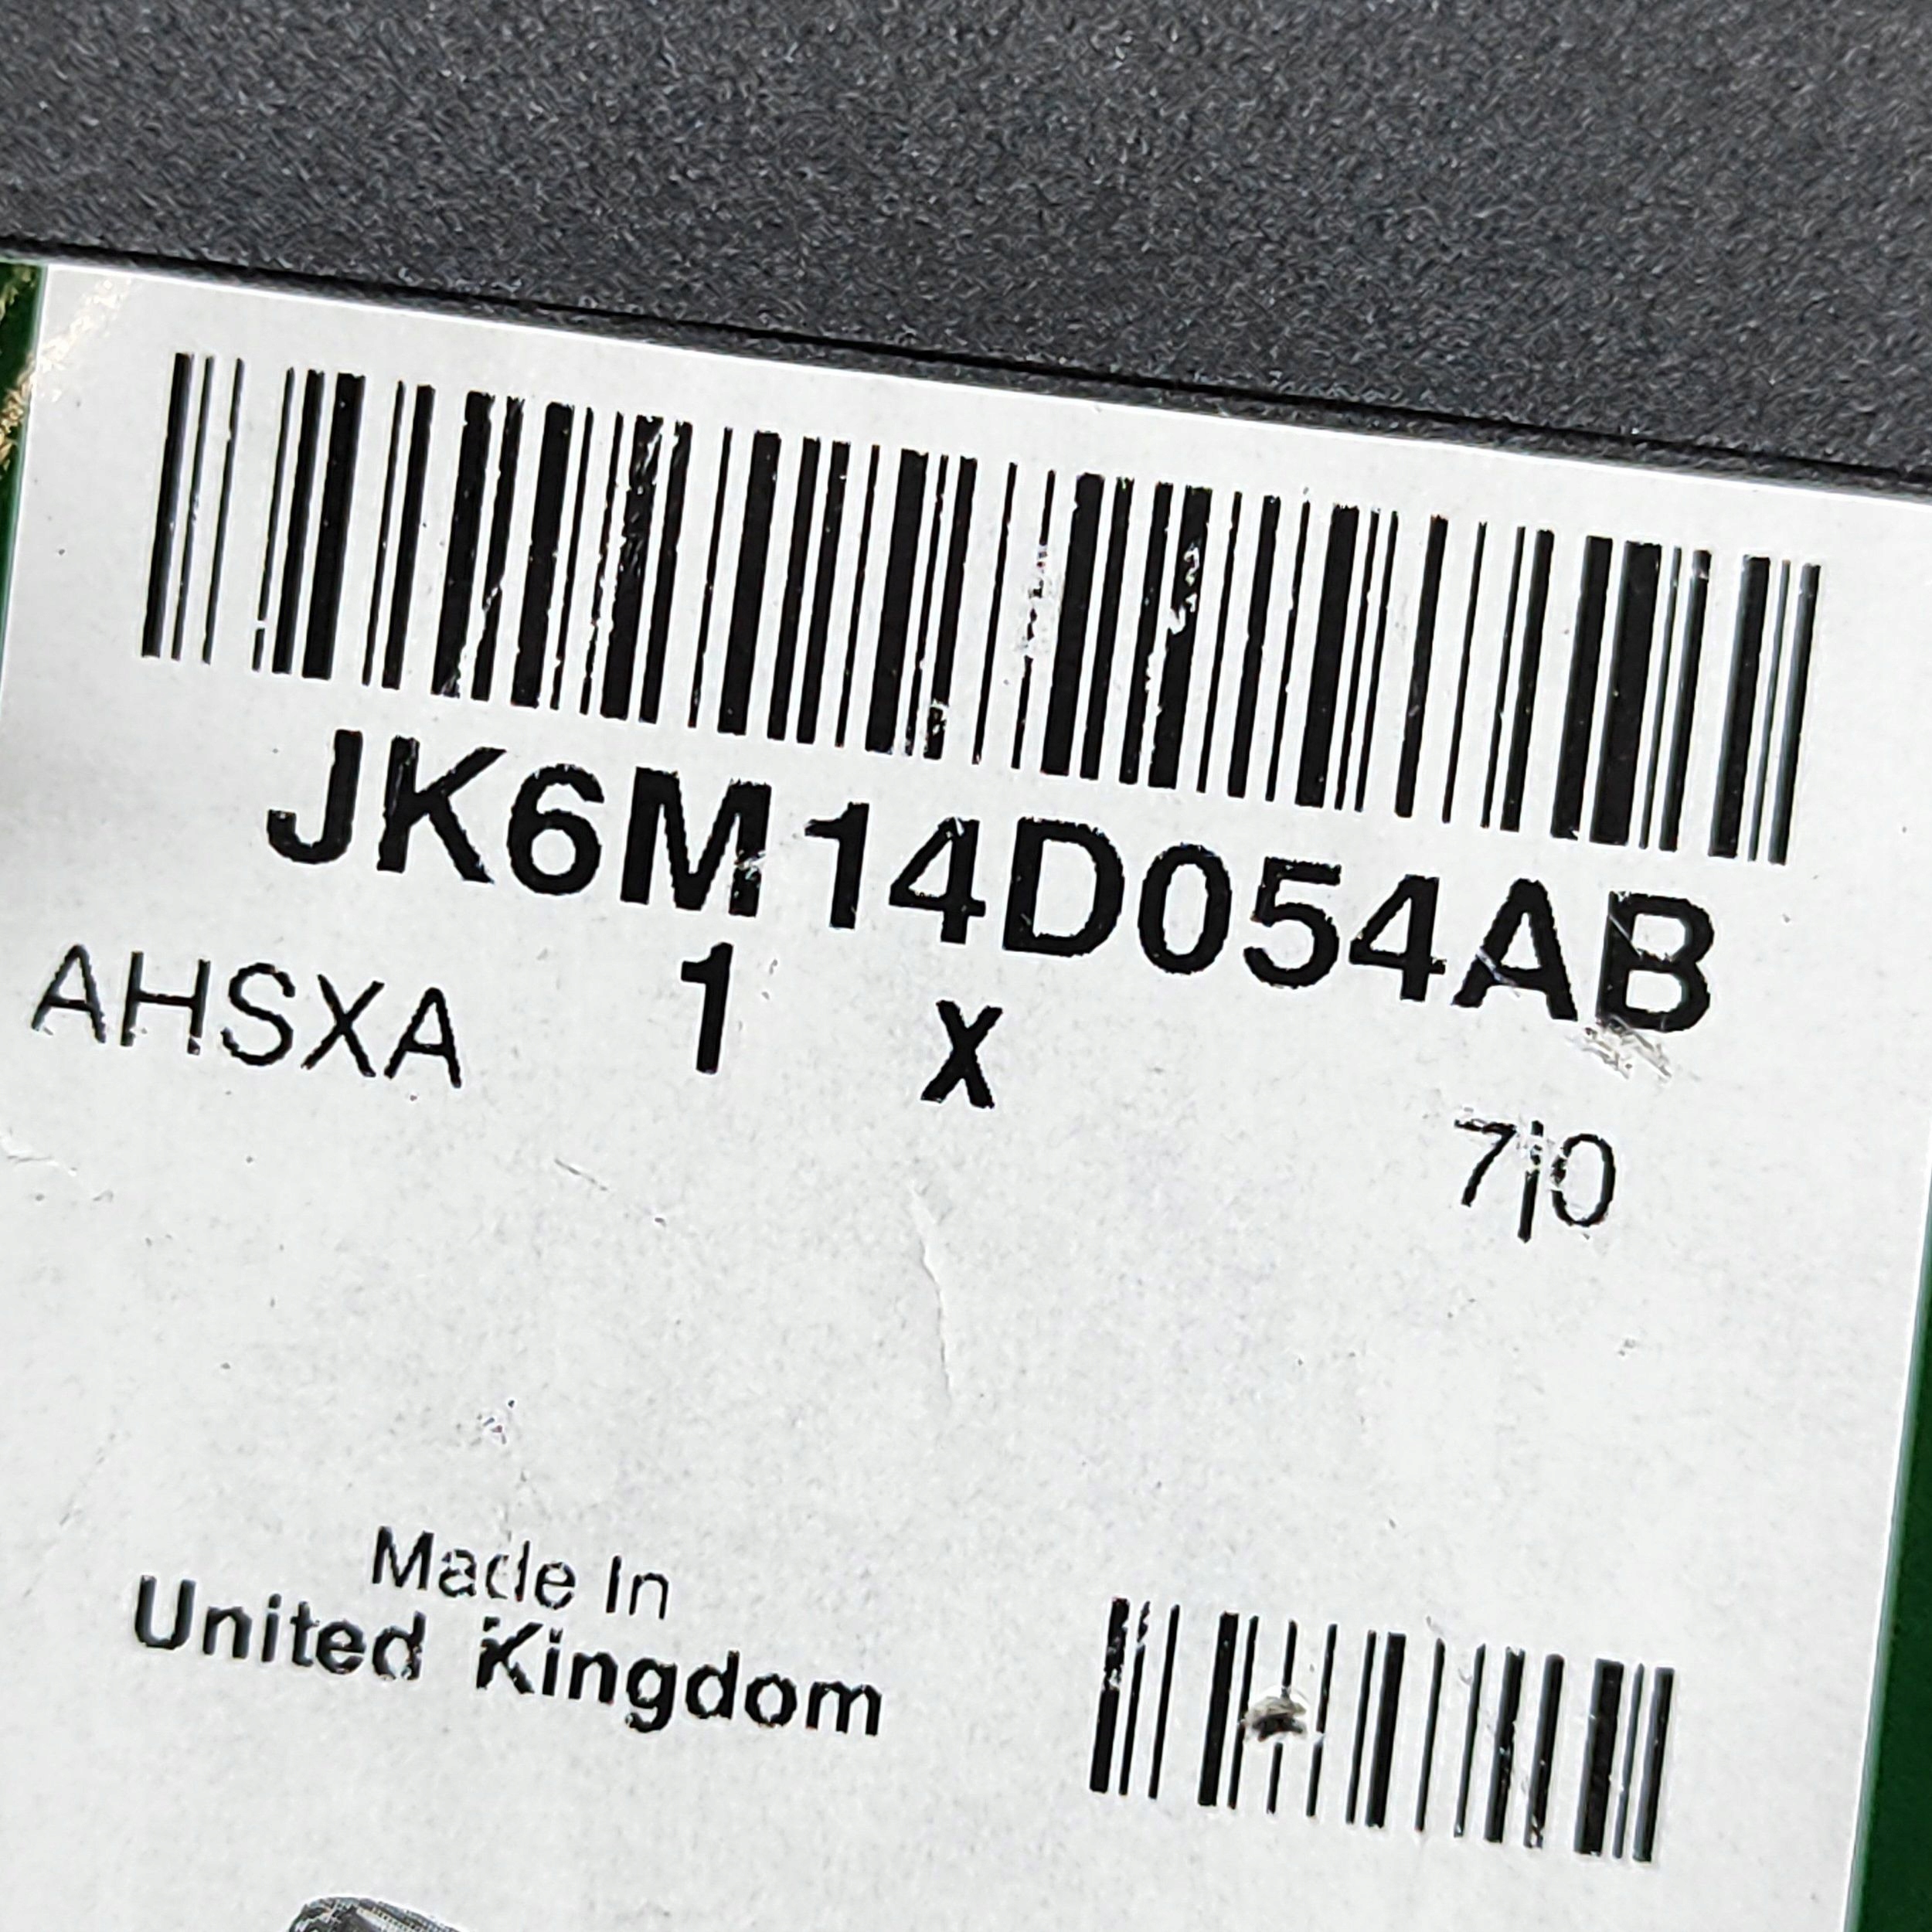 JK6M14D054AB
AHSXA 1 x 7|0
Made In
United Kingdom